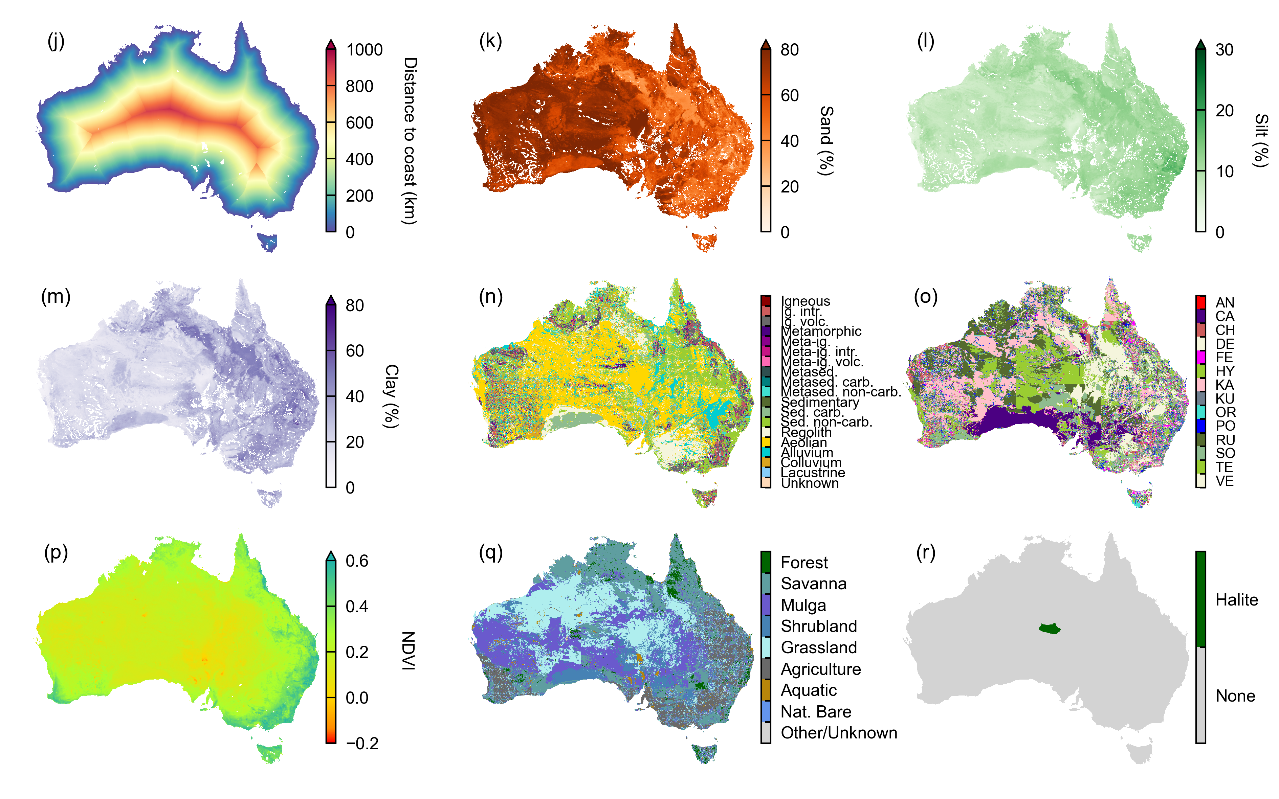 (j)
1000
800
600
400
200
0
Distance to coast (km)
(k)
80
60
40
20
0
Sand (%)
(l)
30
20
10
0
Silt (%)
(m)
80
60
40
20
0
Clay (%)
(n)
Igneous
Ig. intr.
Ig. volc.
Metamorphic
Meta-ig.
Meta-ig. intr.
Meta-ig. volc.
Metased.
Metased. carb.
Metased. non-carb.
Sedimentary
Sed. carb.
Sed. non-carb.
Regolith
Aeolian
Alluvium
Colluvium
Lacustrine
Unknown
(o)
AN
CA
CH
DE
FE
HY
KA
KU
OR
PO
RU
SO
TE
VE
(p)
0.6
0.4
0.2
0.0
−0.2
NDVI
(q)
Forest
Savanna
Mulga
Shrubland
Grassland
Agriculture
Aquatic
Nat. Bare
Other/Unknown
(r)
Halite
None